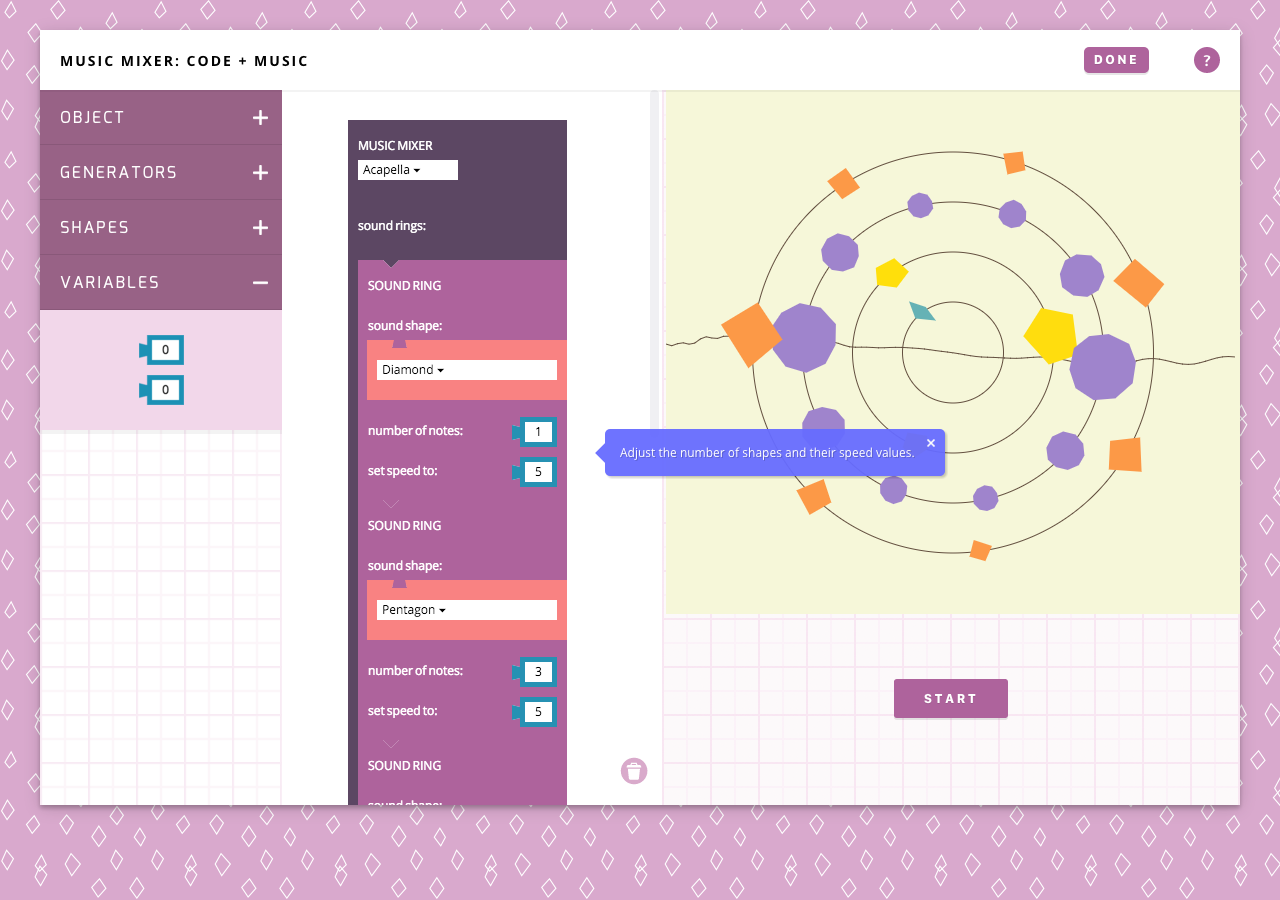 MUSIC MIXER: CODE + MUSIC
DONE
?
OBJECT
GENERATORS
SHAPES
VARIABLES
0
0
MUSIC MIXER
Acapella
sound rings:
SOUND RING
sound shape:
Diamond
number of notes:
1
set speed to:
5
SOUND RING
sound shape:
Pentagon
number of notes:
3
set speed to:
5
SOUND RING
sound shape:
Adjust the number of shapes and their speed values.
START